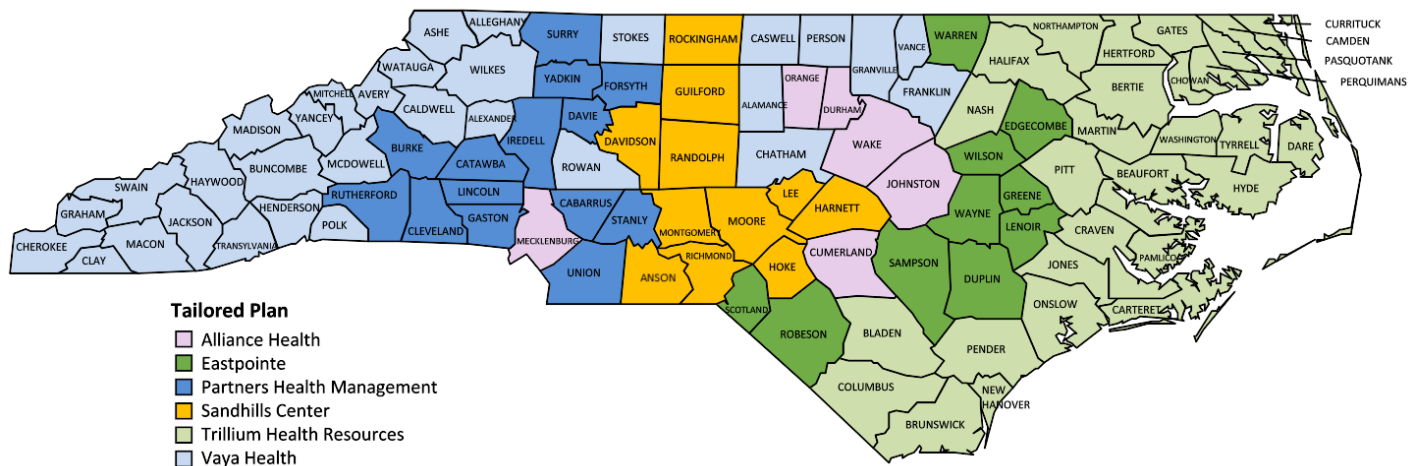 ALLEGHANY
ASHE
SURRY
STOKES
ROCKINGHAM
CASWELL
PERSON
GRANVILLE
VANCE
WARREN
NORTHAMPTON
GATES
HERTFORD
HALIFAX
CURRITUCK
CAMDEN
PASQUOTANK
PERQUIMANS
CHOWAN
BERTIE
WATAUGA
WILKES
YADKIN
FORSYTH
GUILFORD
ALAMANCE
ORANGE
DURHAM
FRANKLIN
NASH
EDGECOMBE
MARTIN
WASHINGTON
TYRRELL
DARE
MITCHELL
AVERY
YANCEY
CALDWELL
ALEXANDER
IREDELL
DAVIE
DAVIDSON
RANDOLPH
CHATHAM
WAKE
WILSON
PITT
BEAUFORT
HYDE
MADISON
BUNCOMBE
MCDOWELL
BURKE
CATAWBA
ROWAN
JOHNSTON
SWAIN
HAYWOOD
RUTHERFORD
LINCOLN
CABARRUS
STANLY
MONTGOMERY
MOORE
LEE
HARNETT
WAYNE
GREENE
LENOIR
CRAVEN
PAMLICO
GRAHAM
JACKSON
HENDERSON
POLK
CLEVELAND
GASTON
MECKLENBURG
CHEROKEE
MACON
TRANSYLVANIA
CLAY
UNION
ANSON
RICHMOND
HOKE
CUMERLAND
SAMPSON
DUPLIN
JONES
ONSLOW
CARTERET
SCOTLAND
ROBESON
BLADEN
PENDER
COLUMBUS
NEW
HANOVER
BRUNSWICK
Tailored Plan
Alliance Health
Eastpointe
Partners Health Management
Sandhills Center
Trillium Health Resources
Vaya Health